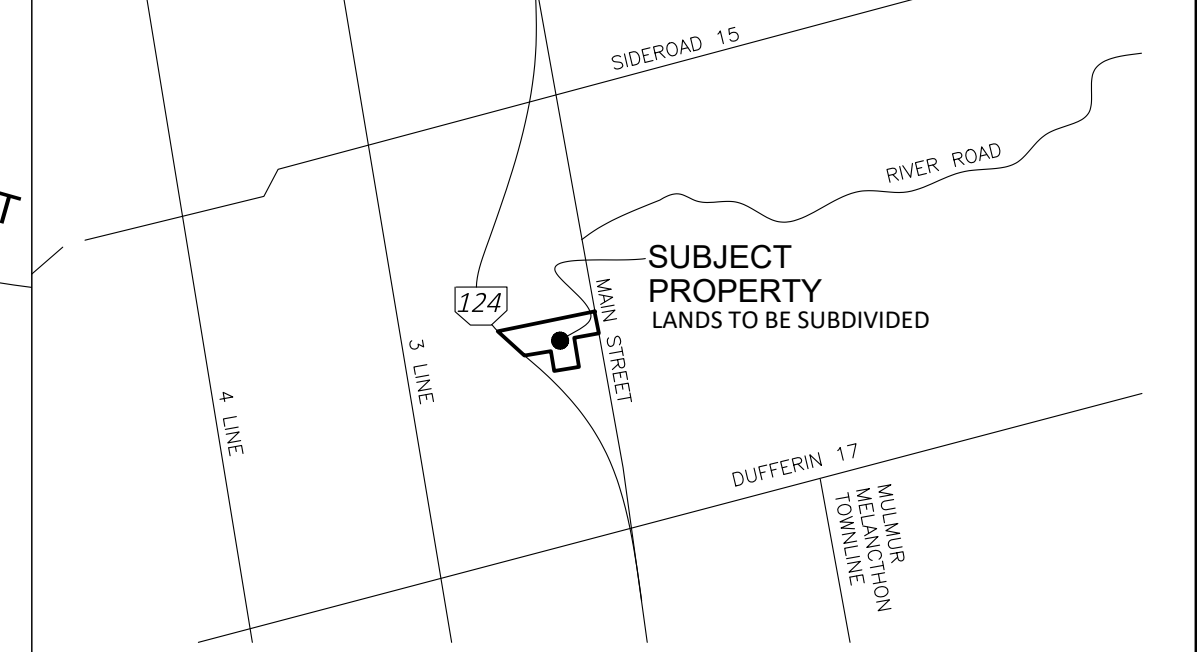 SIDEROAD 15
RIVER ROAD
T
SUBJECT
PROPERTY
LANDS TO BE SUBDIVIDED
124
MAIN STREET
3 LINE
4 LINE
DUFFERIN 17
MULMUR
MELANCTHON
TOWNLINE